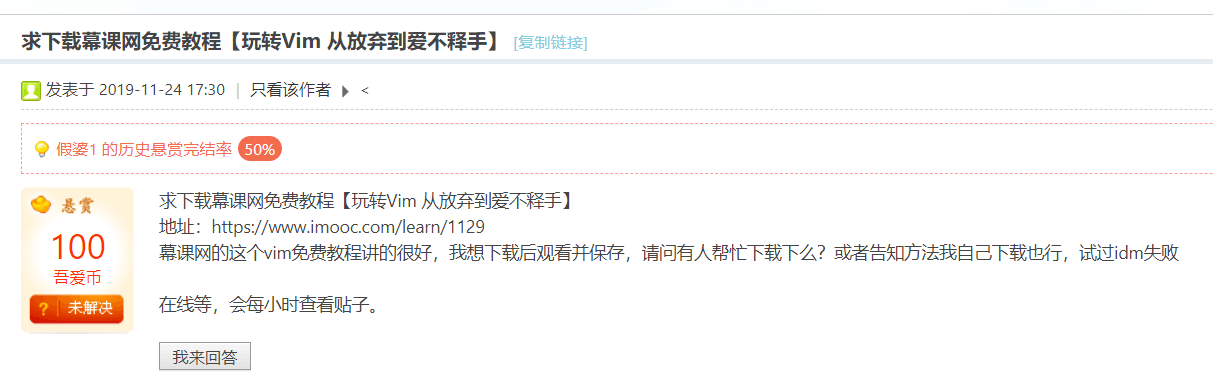 求下载幕课网免费教程【玩转Vim 从放弃到爱不释手】 [复制链接]
发表于 2019-11-24 17:30 | 只看该作者 ▶ <
假婆1 的历史悬赏完结率 50%
悬赏
100
吾爱币
? 未解决
求下载幕课网免费教程【玩转Vim 从放弃到爱不释手】
地址：https://www.imooc.com/learn/1129
幕课网的这个vim免费教程讲的很好，我想下载后观看并保存，请问有人帮忙下载下么？或者告知方法我自己下载也行，试过idm失败
在线等，会每小时查看贴子。
我来回答